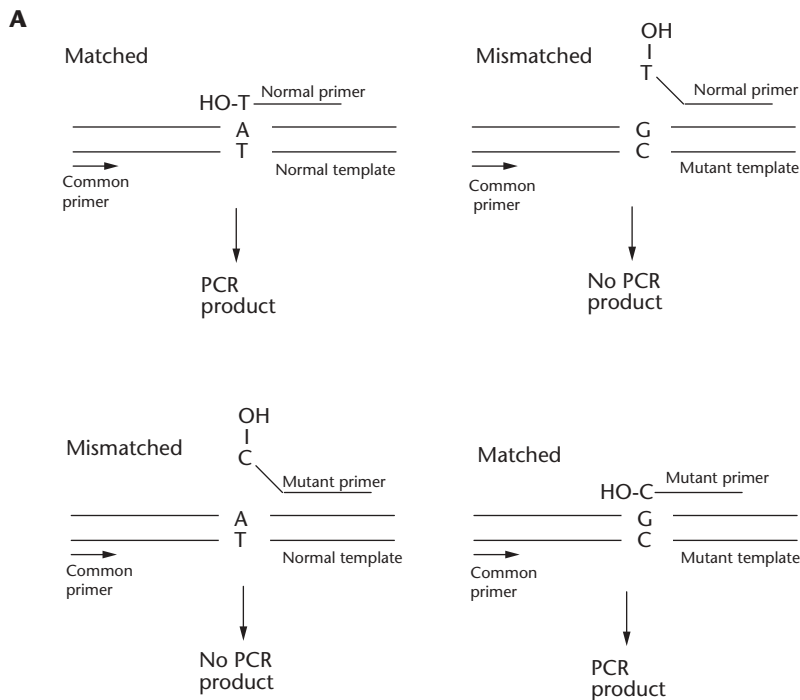 A
Matched
HO-T
Normal primer
A
T
Common
primer
Normal template
PCR
product
Mismatched
OH
T
Normal primer
G
C
Common
primer
Mutant template
No PCR
product
Mismatched
OH
C
Mutant primer
A
T
Common
primer
Normal template
No PCR
product
Matched
HO-C
Mutant primer
G
C
Common
primer
Mutant template
PCR
product